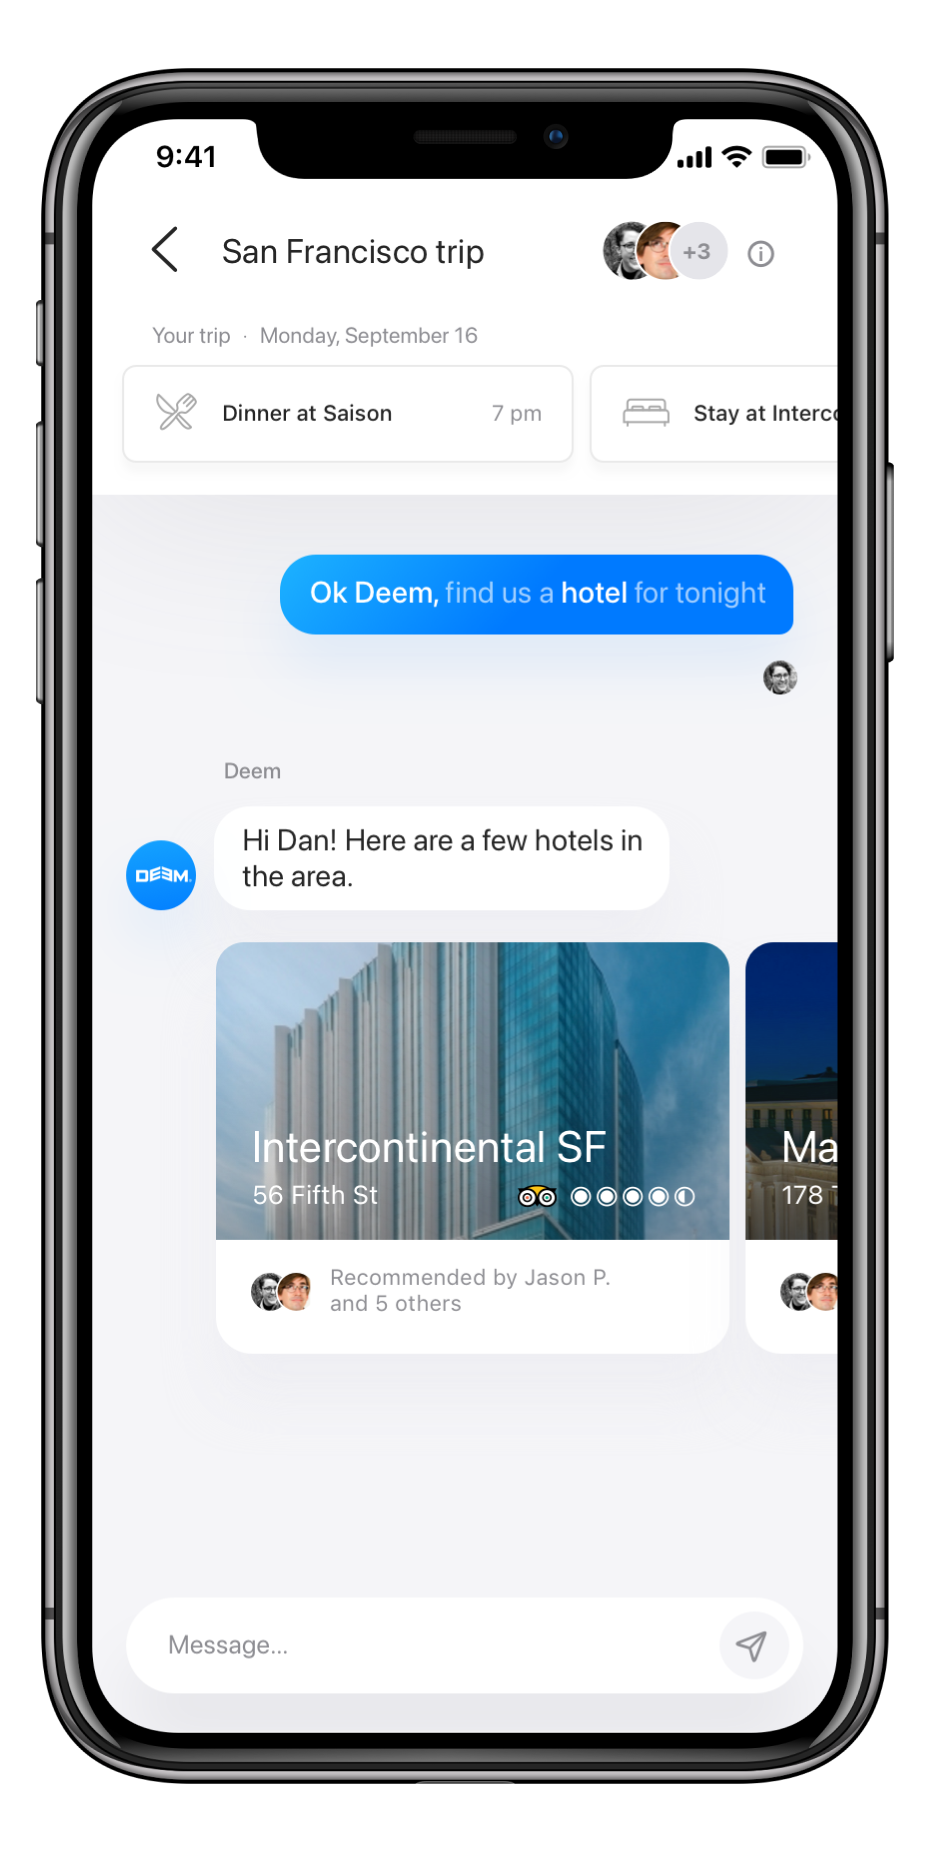 9:41
San Francisco trip
+3
Your trip · Monday, September 16
Dinner at Saison 7 pm
Stay at Interc
Ok Deem, find us a hotel for tonight
Deem
DEEM
Hi Dan! Here are a few hotels in
the area.
Intercontinental SF
56 Fifth St
Ma
178
Recommended by Jason P.
and 5 others
Message...